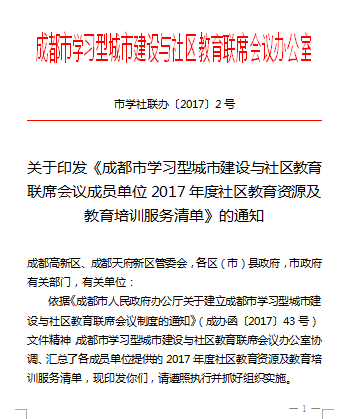 成都市学习型城市建设与社区教育联席会议办公室
市学社联办〔2017〕2 号
关于印发《成都市学习型城市建设与社区教育
联席会议成员单位 2017 年度社区教育资源及
教育培训服务清单》的通知
成都高新区、成都天府新区管委会，各区（市）县政府，市政府
有关部门，有关单位：
依据《成都市人民政府办公厅关于建立成都市学习型城市建
设与社区教育联席会议制度的通知》（成办函〔2017〕43 号）
文件精神，成都市学习型城市建设与社区教育联席会议办公室协
调、汇总了各成员单位提供的 2017 年度社区教育资源及教育培
训服务清单，现印发你们，请遵照执行并抓好组织实施。
— 1 —